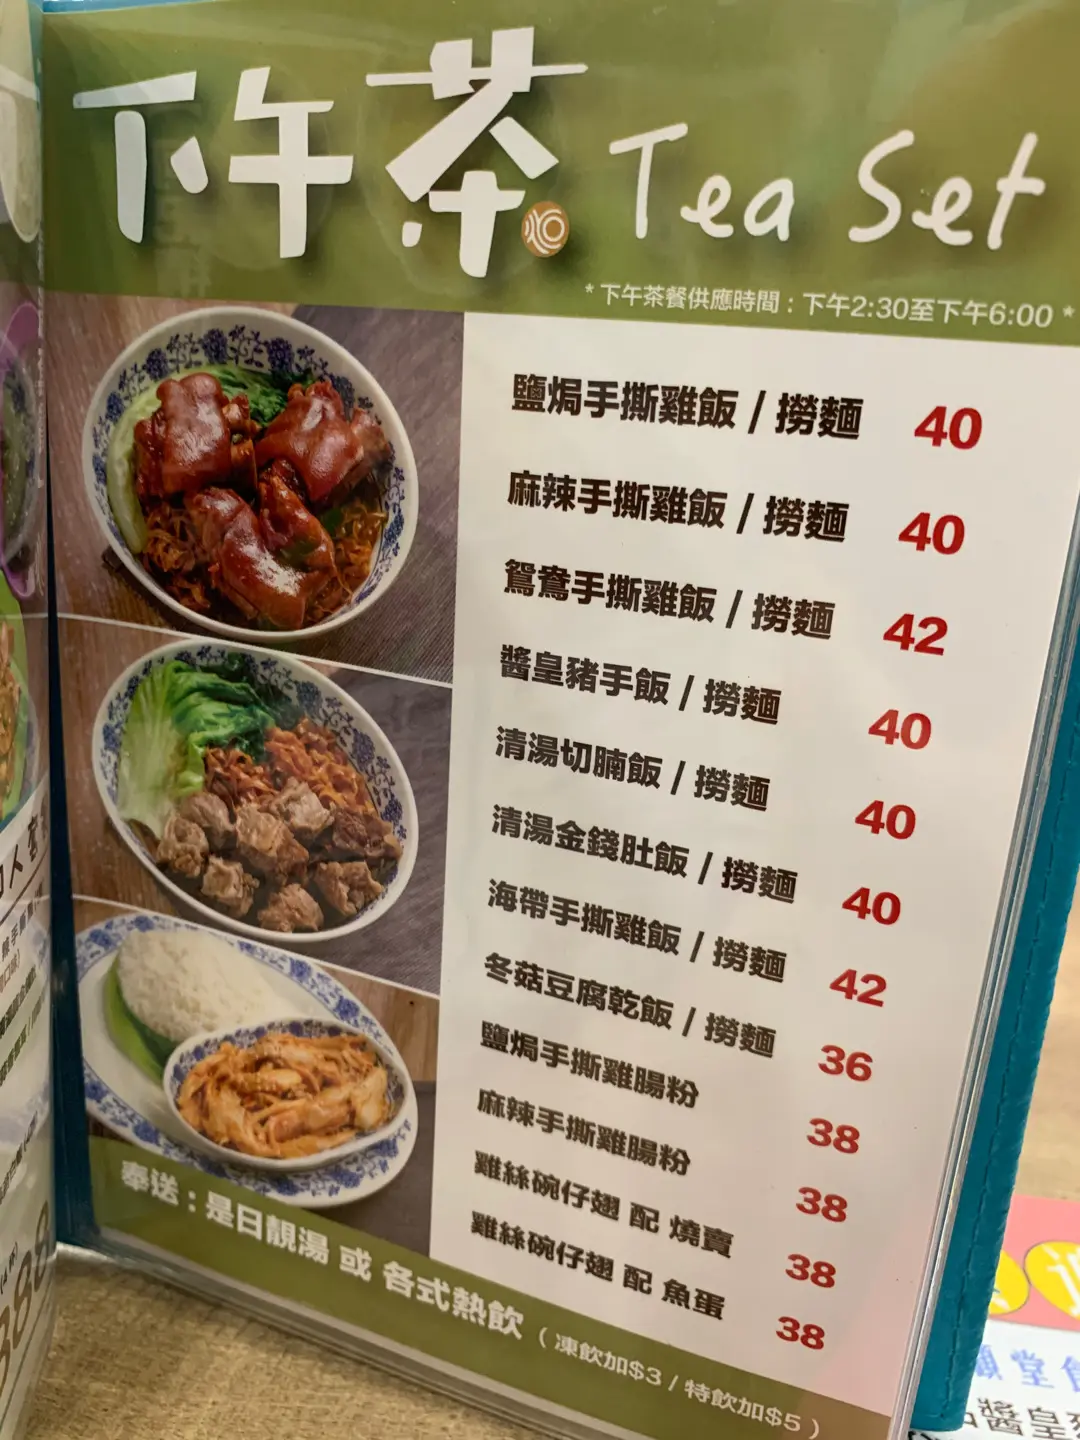 下午茶 Tea Set
*下午茶餐供應時間：下午2:30至下午6:00*
鹽焗手撕雞飯 / 撈麵 40
麻辣手撕雞飯 / 撈麵 40
鴛鴦手撕雞飯 / 撈麵 42
醬皇豬手飯 / 撈麵 40
清湯切腩飯 / 撈麵 40
清湯金錢肚飯 / 撈麵 40
海帶手撕雞飯 / 撈麵 42
冬菇豆腐乾飯 / 撈麵 36
鹽焗手撕雞腸粉 38
麻辣手撕雞腸粉 38
雞絲碗仔翅 配 燒賣 38
雞絲碗仔翅 配 魚蛋 38
奉送：是日靚湯 或 各式熱飲 （凍飲加$3 / 特飲加$5）
醬皇